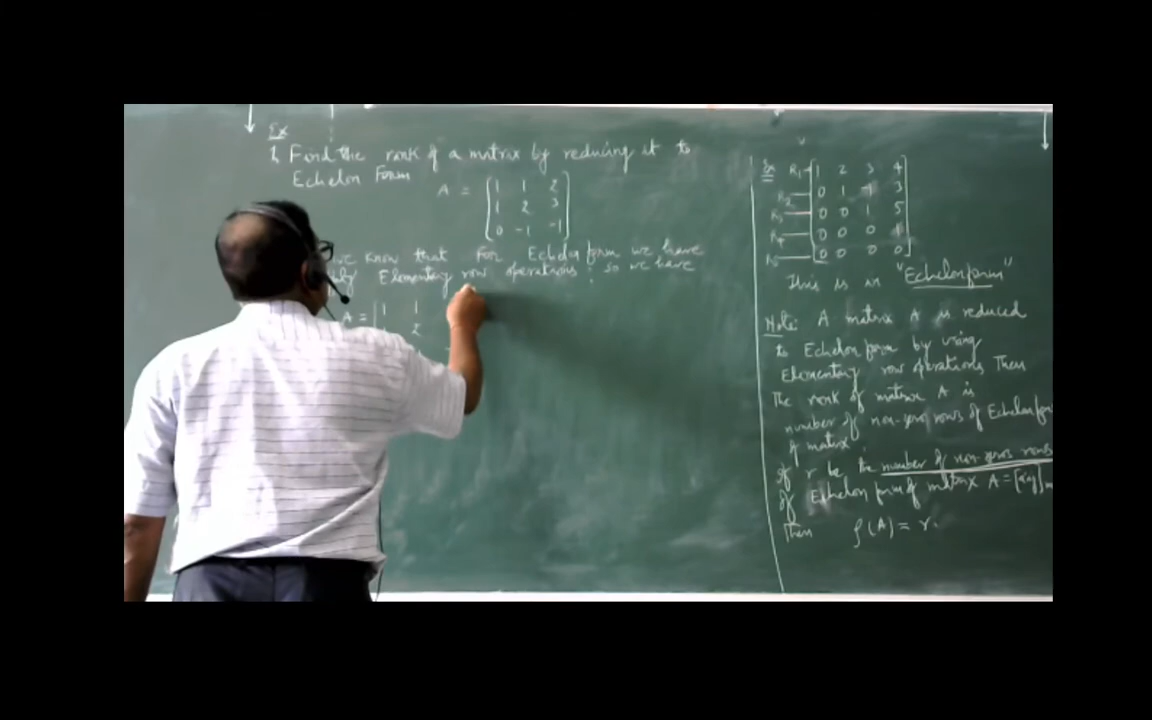 Ex
1. Find the rank of a matrix by reducing it to
Echelon Form
A = [1 1 2
1 2 3
0 -1 -1]
we know that For Echelon form we have
only Elementary row operations : so we have
A = 1 1
2
Ex R1 [1 2 3 4
R2 0 1 -1 3
R3 0 0 1 5
R4 0 0 0 1
R5 0 0 0 0]
This is in "Echelon form"
Note: A matrix A is reduced
to Echelon form by using
Elementary row operations Then
The rank of matrix A is
number of non-zero rows of Echelon form
of matrix.
If r be the number of non-zero rows
of Echelon form of matrix A = [aij]m
Then ρ(A) = r.